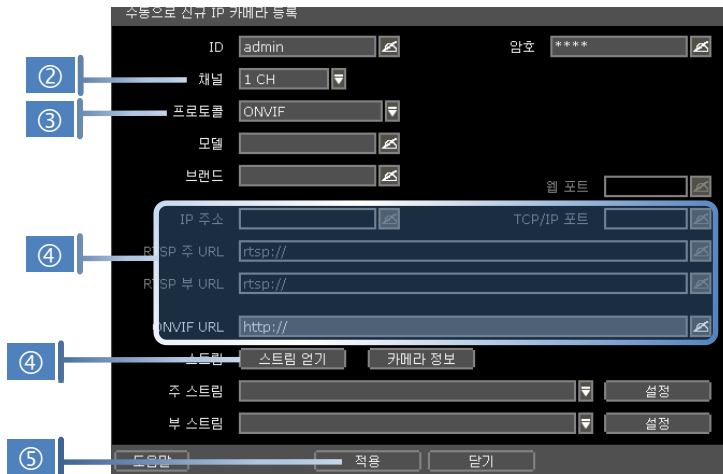 수동으로 신규 IP 카메라 등록
ID admin 암호 ****
② 채널 1 CH
③ 프로토콜 ONVIF
모델
브랜드
웹 포트
IP 주소 TCP/IP 포트
④ RTSP 주 URL rtsp://
RTSP 부 URL rtsp://
ONVIF URL http://
④ 스트림 스트림 얻기 카메라 정보
주 스트림 설정
부 스트림 설정
⑤ 도움말 적용 닫기